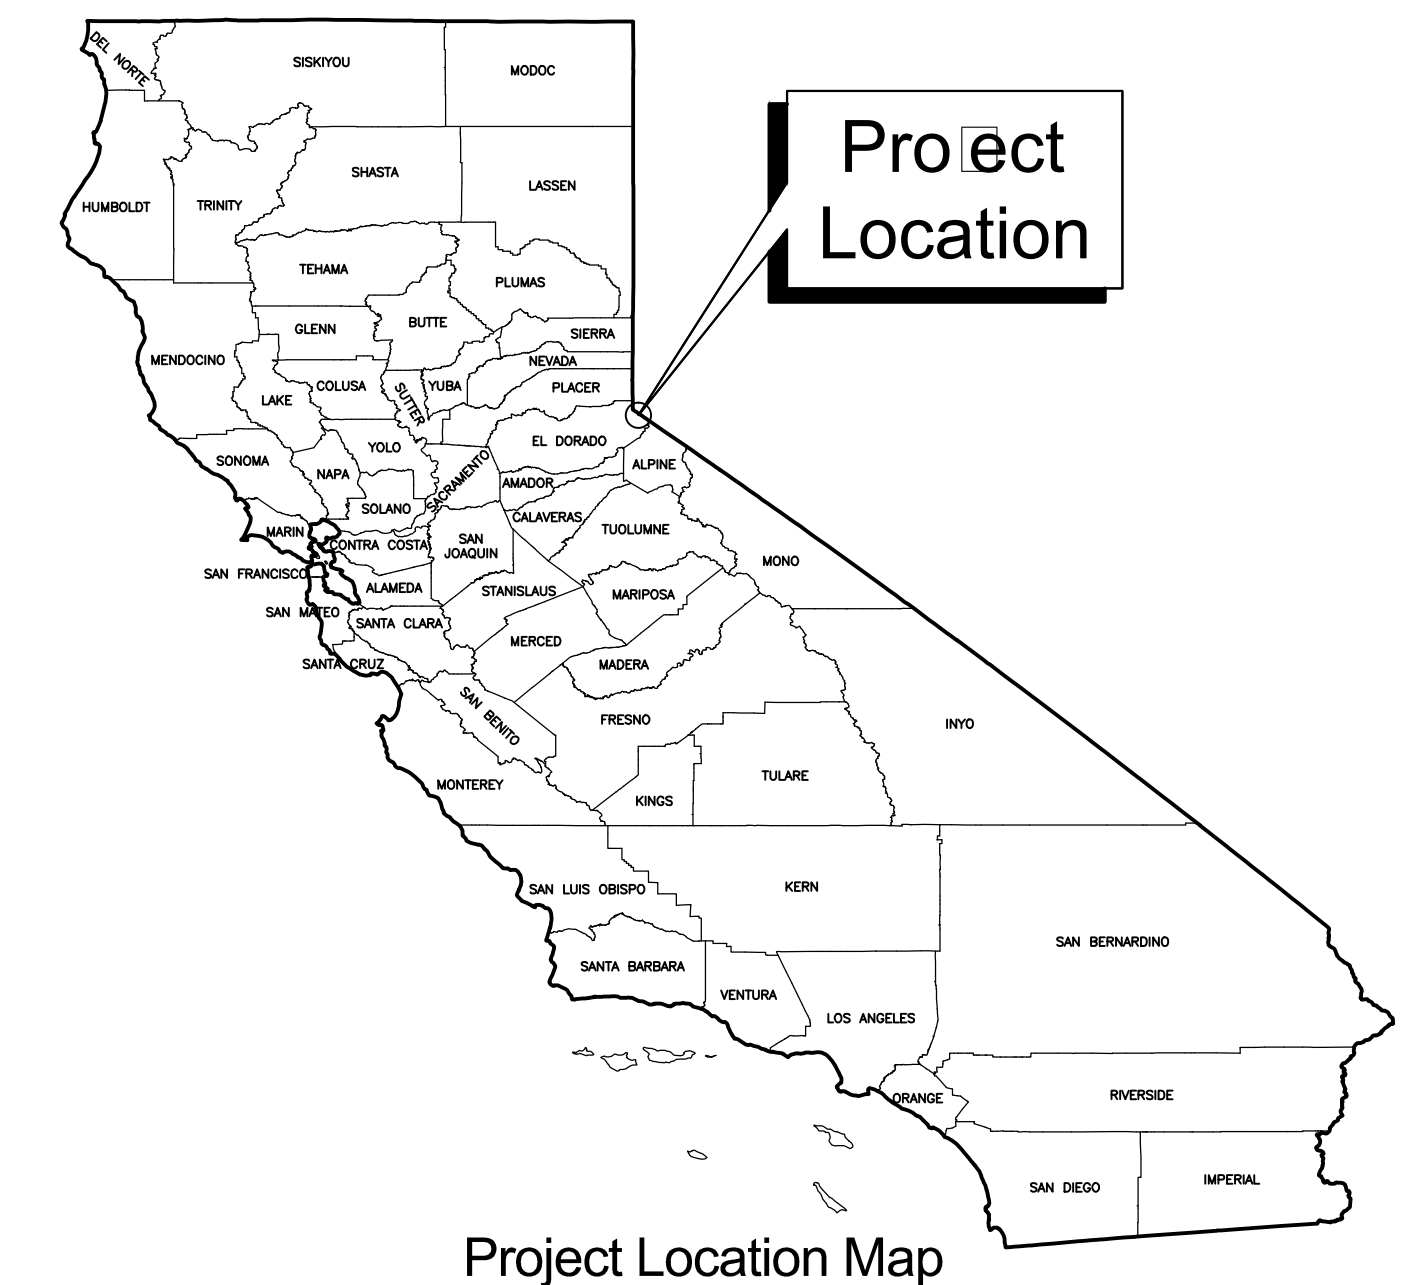 DEL NORTE
SISKIYOU
MODOC
Pro ect
Location
SHASTA
LASSEN
HUMBOLDT
TRINITY
TEHAMA
PLUMAS
GLENN
BUTTE
SIERRA
MENDOCINO
NEVADA
COLUSA
SUTTER
YUBA
PLACER
LAKE
YOLO
EL DORADO
SONOMA
NAPA
SACRAMENTO
ALPINE
AMADOR
SOLANO
CALAVERAS
MARIN
TUOLUMNE
CONTRA COSTA
SAN
JOAQUIN
MONO
SAN FRANCISCO
ALAMEDA
STANISLAUS
MARIPOSA
SAN MATEO
SANTA CLARA
MERCED
SANTA CRUZ
MADERA
SAN BENITO
FRESNO
INYO
MONTEREY
TULARE
KINGS
SAN LUIS OBISPO
KERN
SAN BERNARDINO
SANTA BARBARA
VENTURA
LOS ANGELES
ORANGE
RIVERSIDE
SAN DIEGO
IMPERIAL
Project Location Map